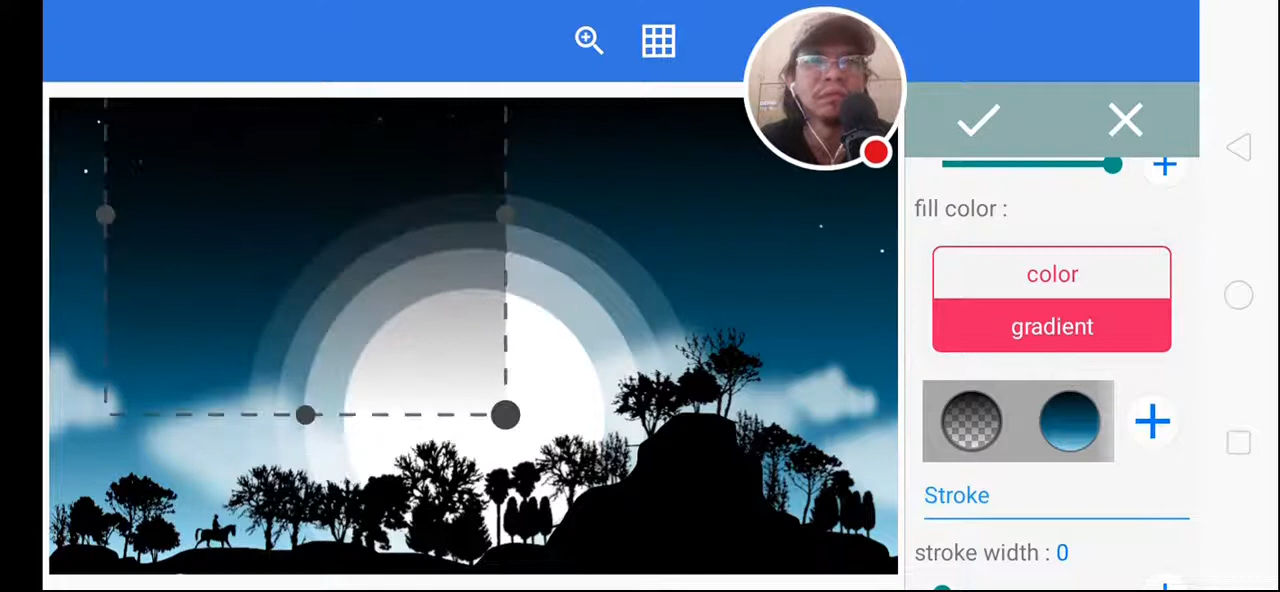 fill color :
color
gradient
Stroke
stroke width : 0